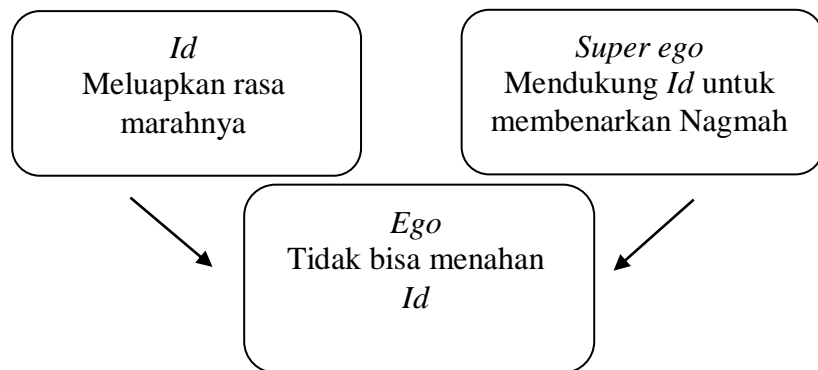 Id
Meluapkan rasa
marahnya
Super ego
Mendukung Id untuk
membenarkan Nagmah
Ego
Tidak bisa menahan
Id